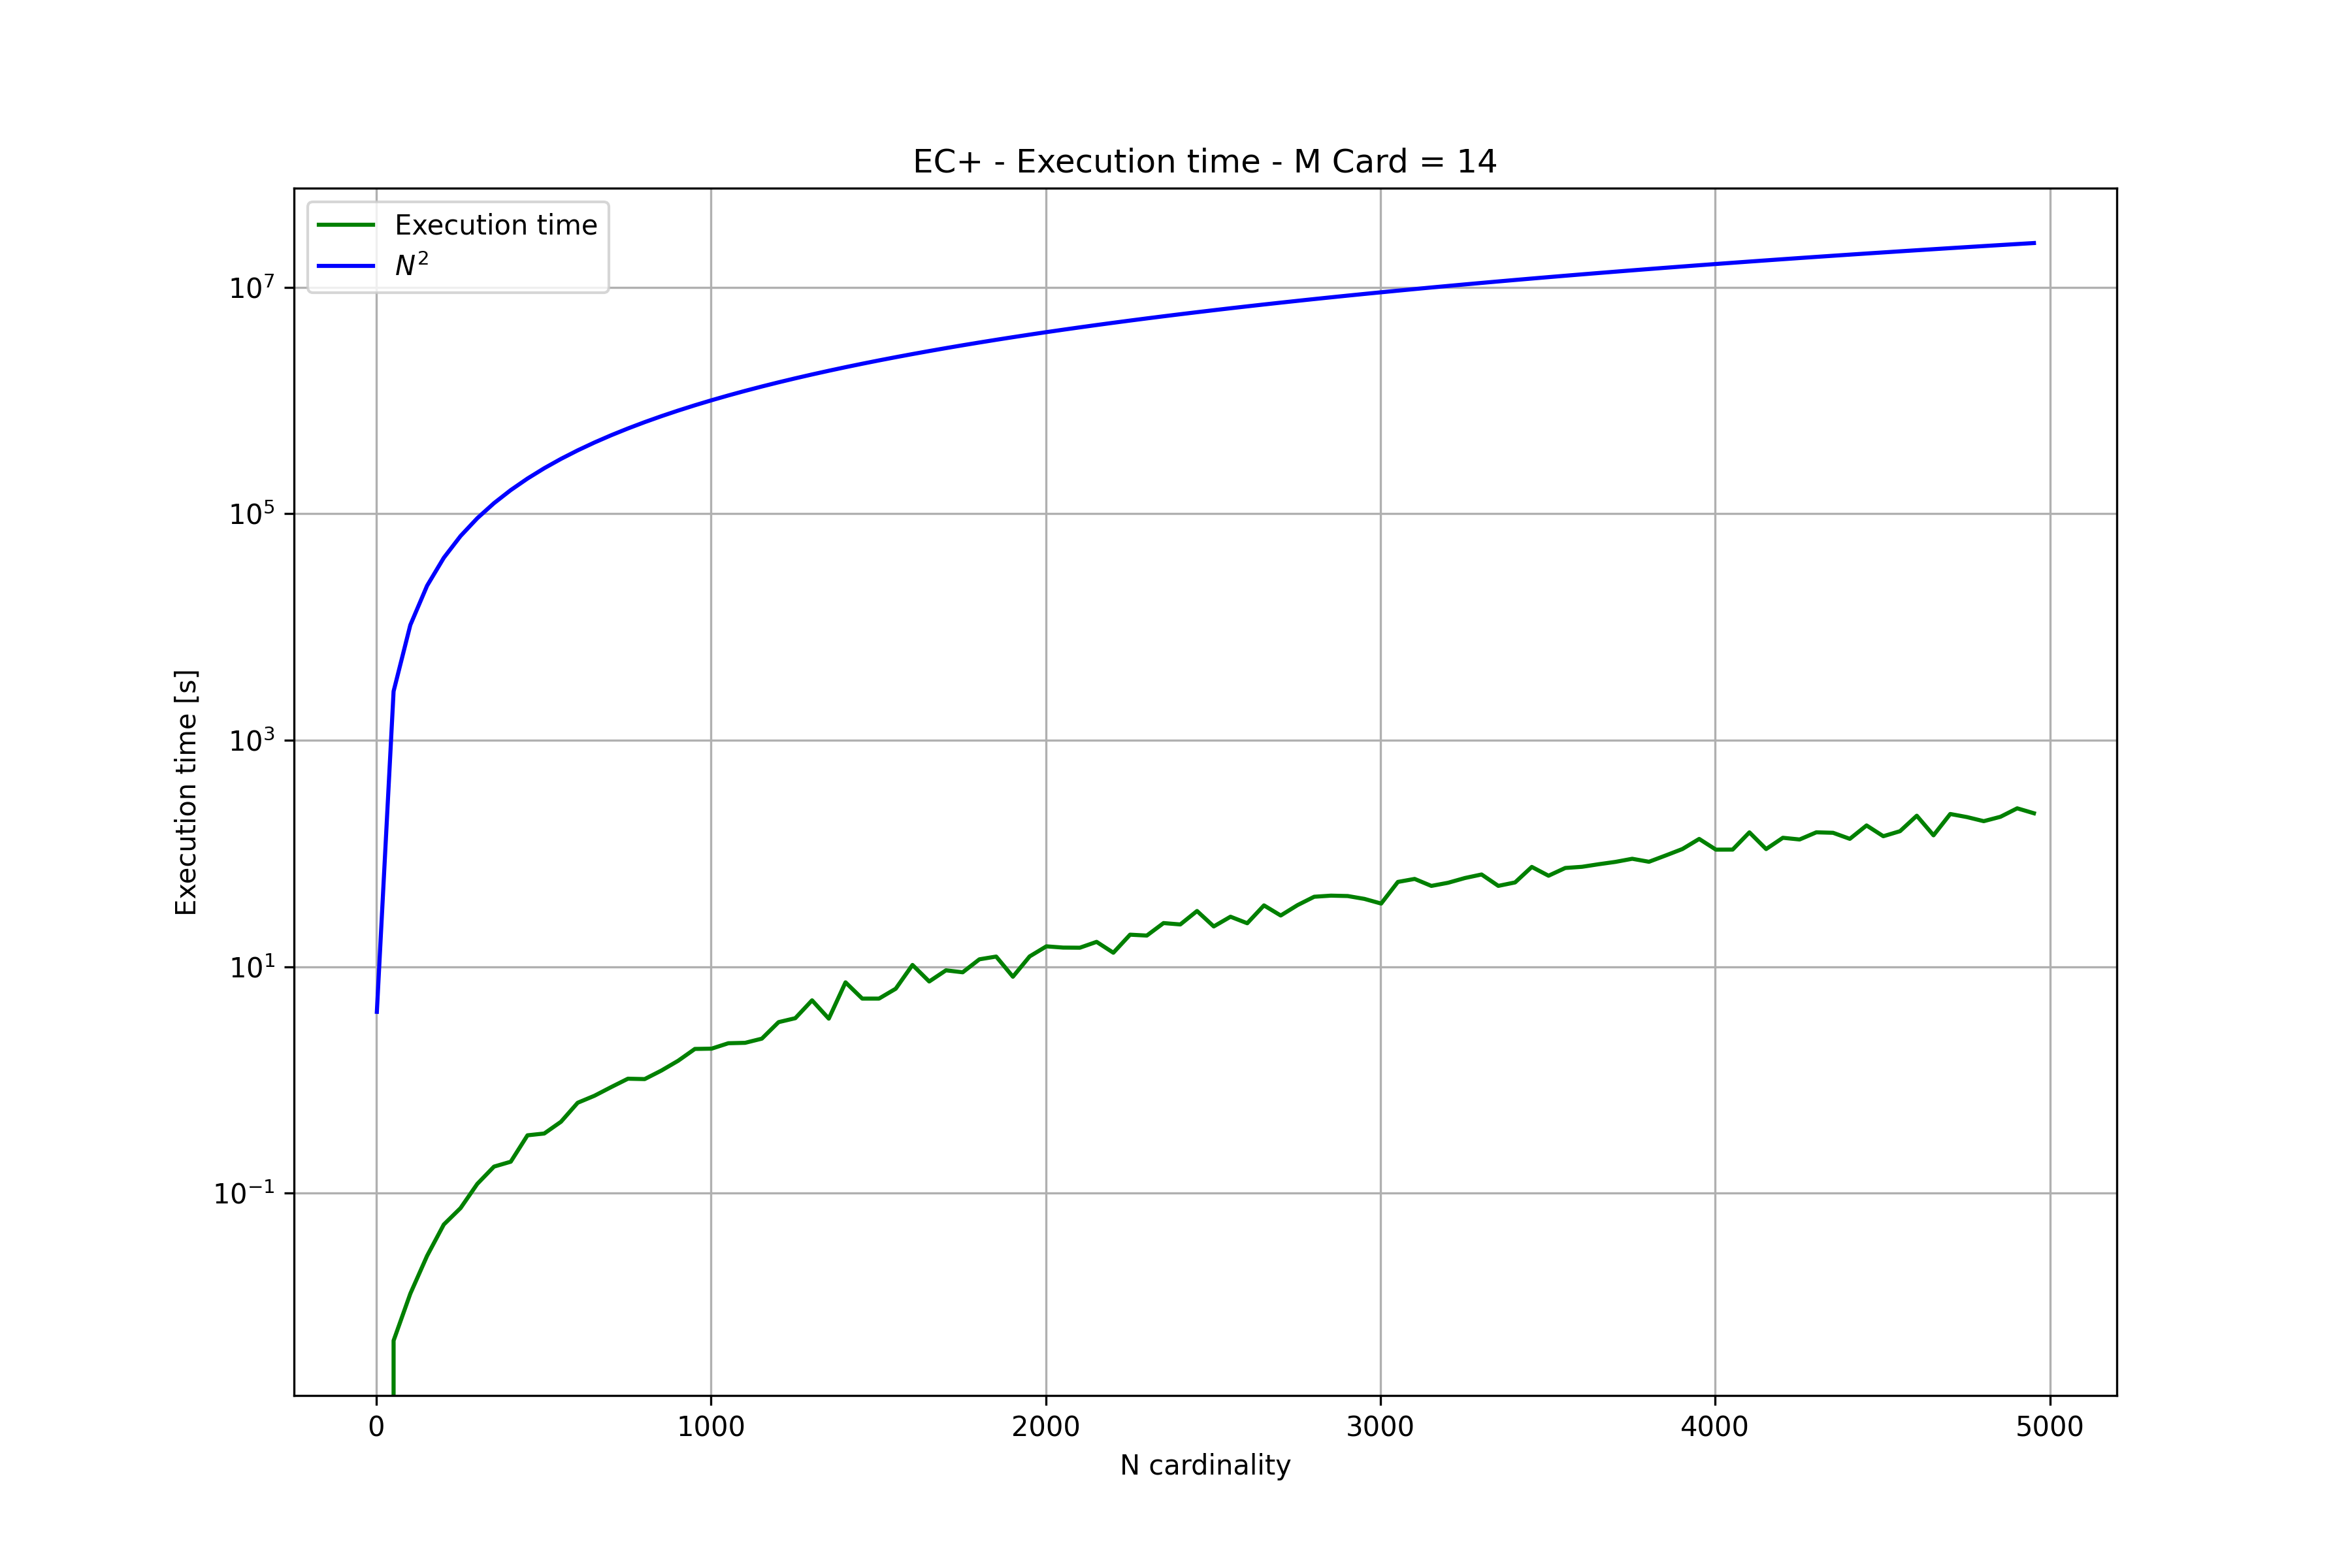 EC+ - Execution time - M Card = 14
Execution time
N²
10⁷
10⁵
10³
10¹
10⁻¹
Execution time [s]
0 1000 2000 3000 4000 5000
N cardinality